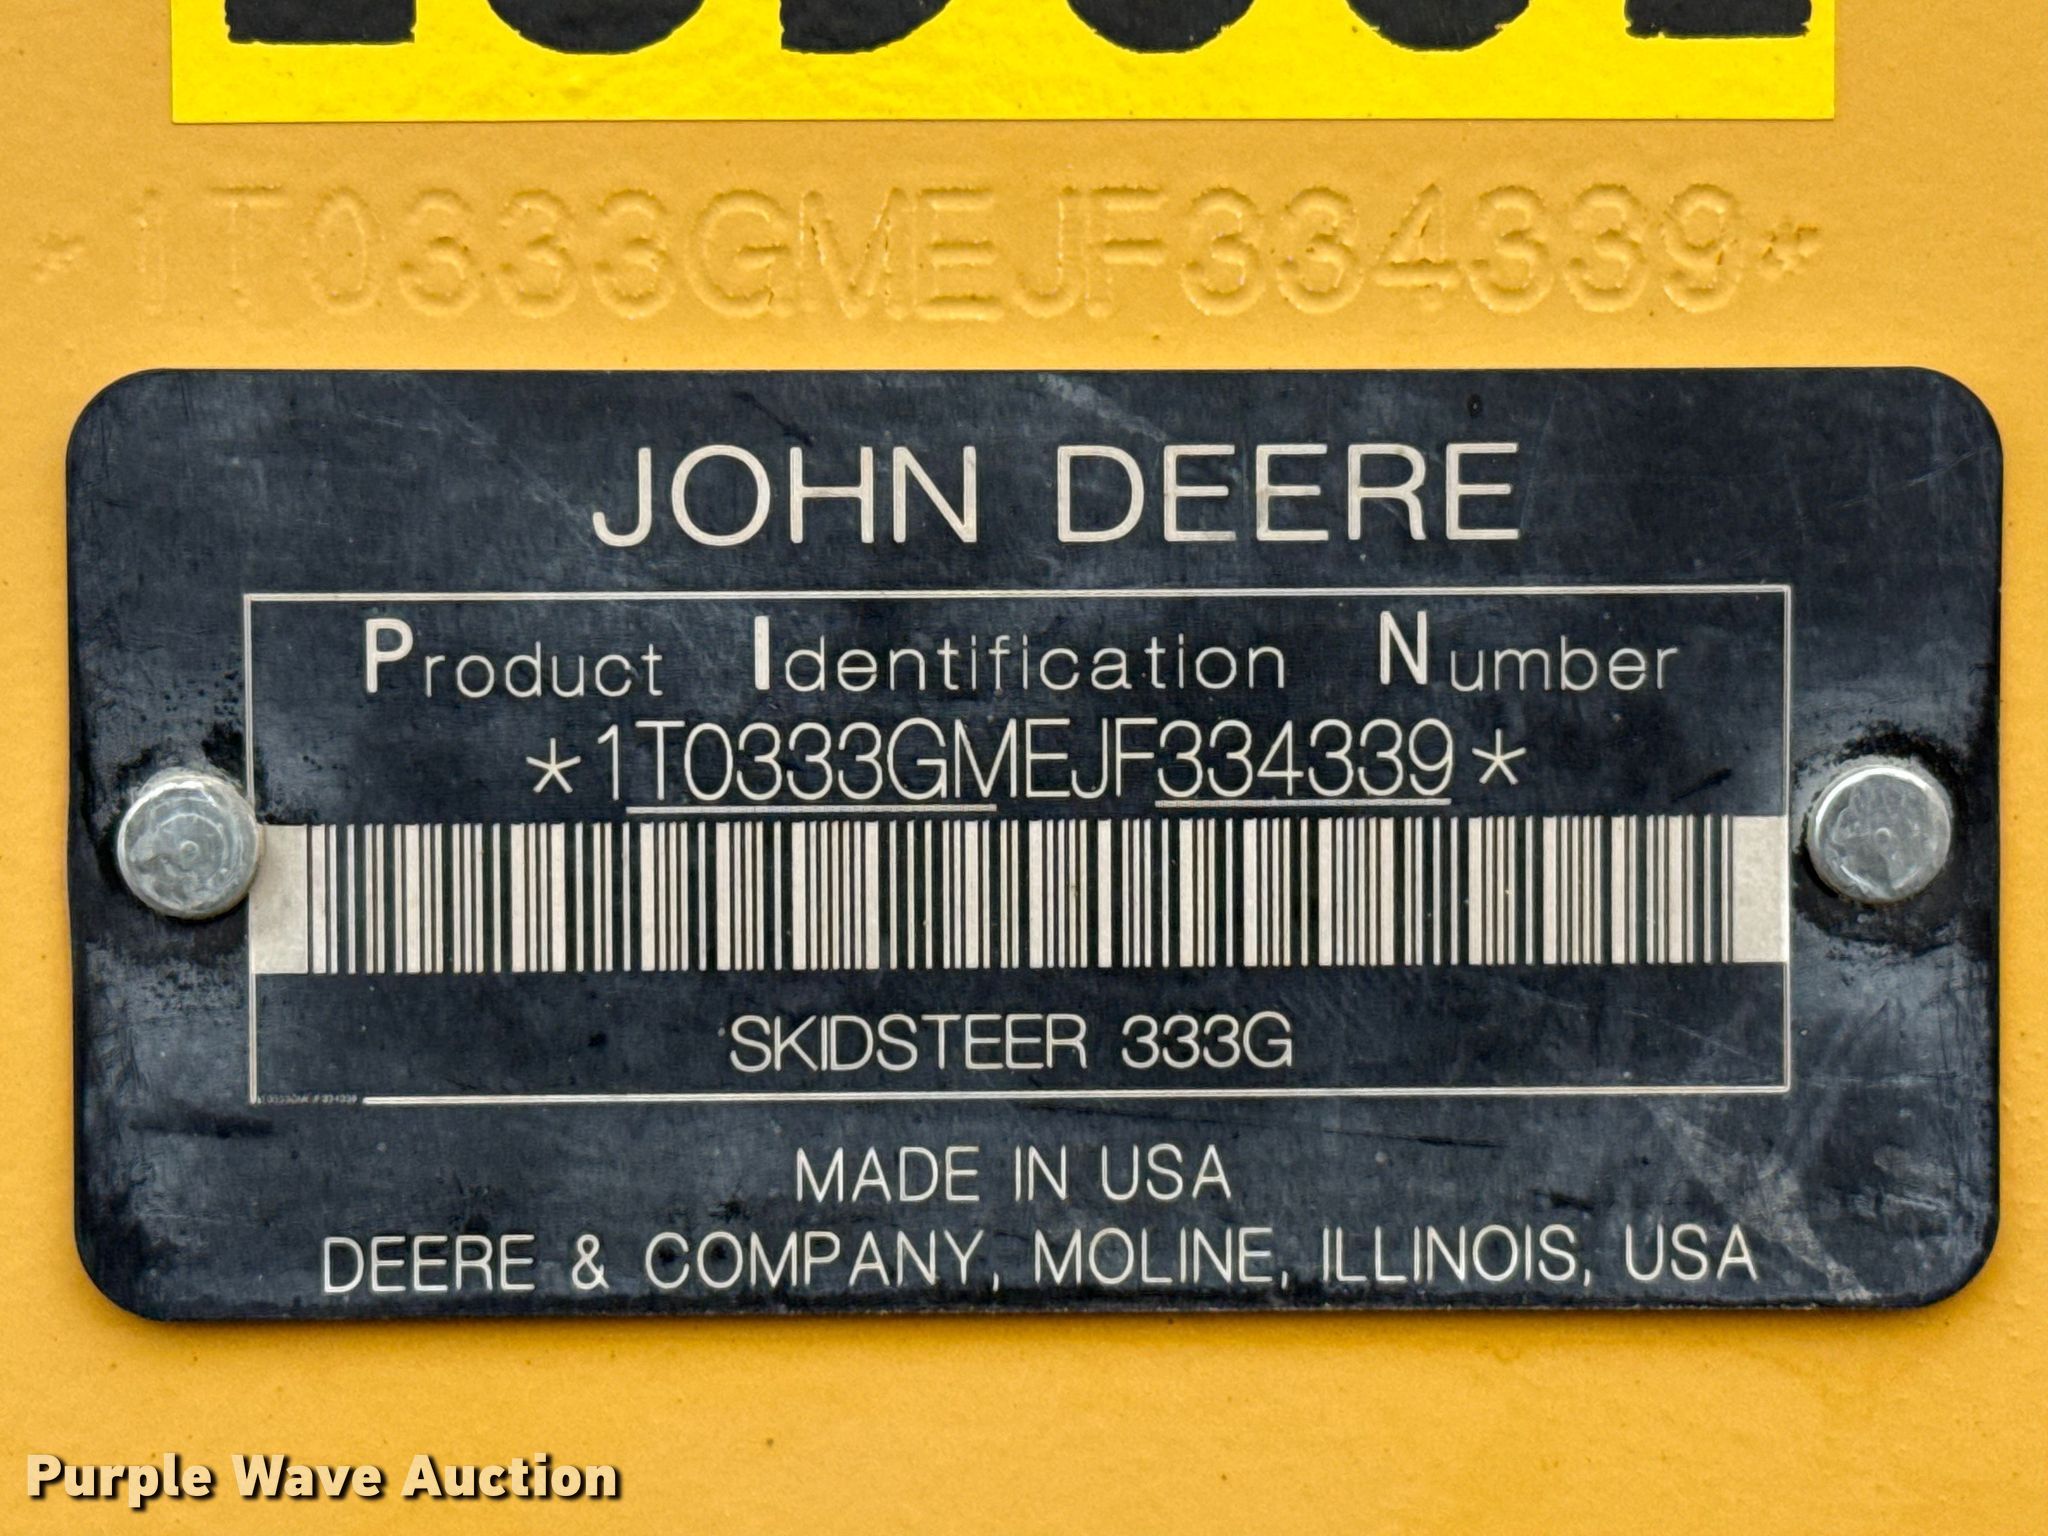 *1T0333GMEJF334339*
JOHN DEERE
Product Identification Number
*1T0333GMEJF334339*
SKIDSTEER 333G
MADE IN USA
DEERE & COMPANY, MOLINE, ILLINOIS, USA
Purple Wave Auction